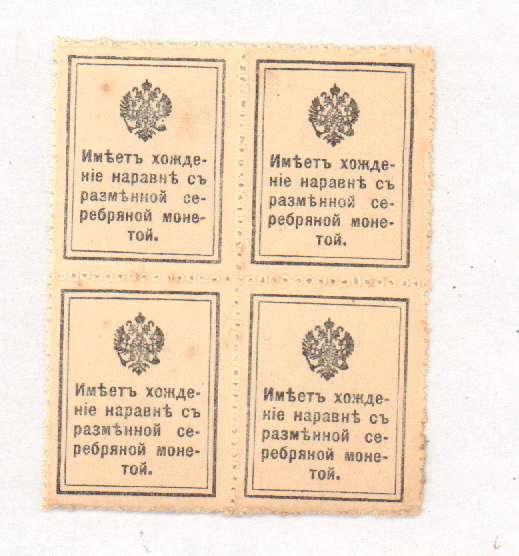 Имѣетъ хожде-
ніе наравнѣ съ
размѣнной се-
ребряной моне-
той.
Имѣетъ хожде-
ніе наравнѣ съ
размѣнной се-
ребряной моне-
той.
Имѣетъ хожде-
ніе наравнѣ съ
размѣнной се-
ребряной моне-
той.
Имѣетъ хожде-
ніе наравнѣ съ
размѣнной се-
ребряной моне-
той.